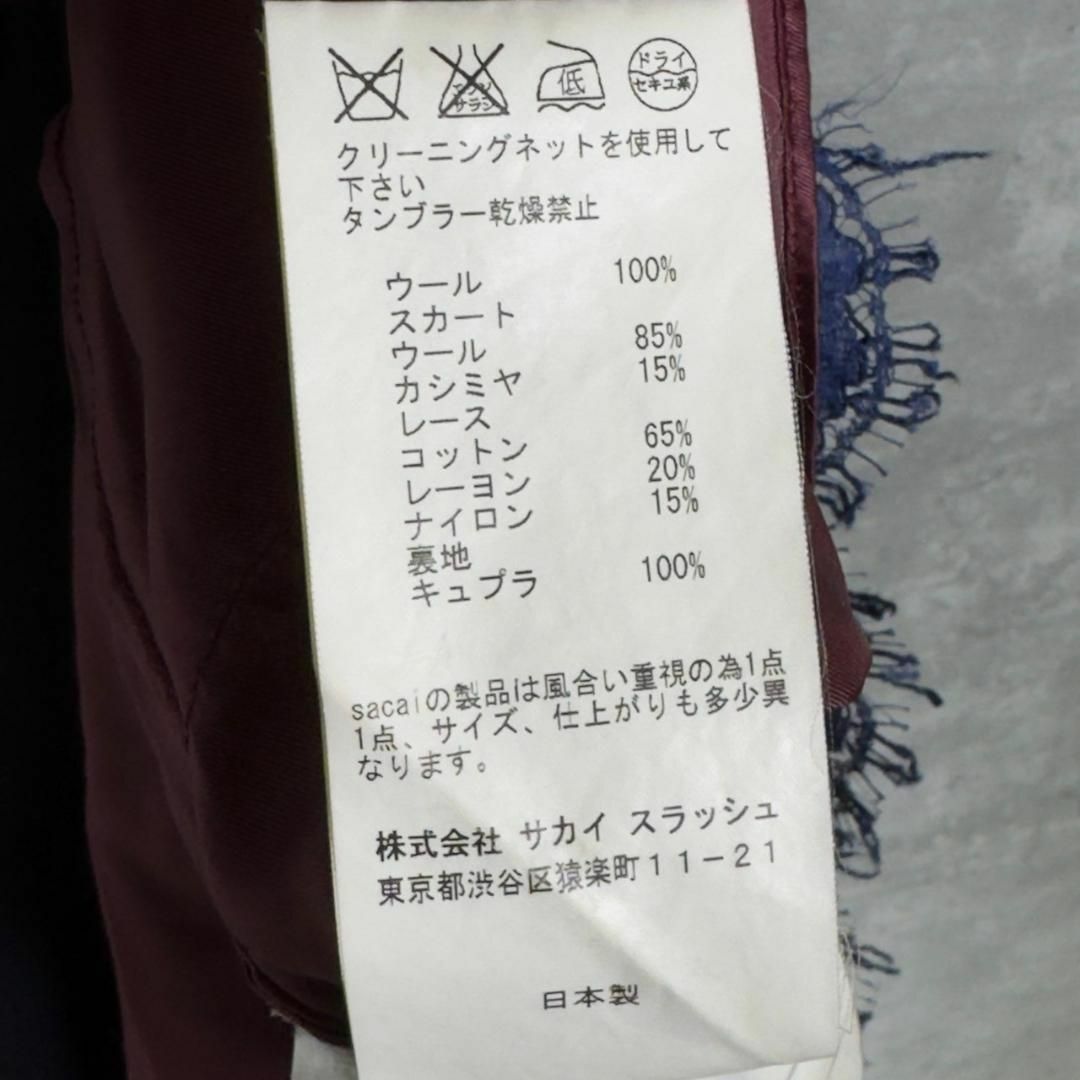 エンソ
サラシ
低
ドライ
セキユ系
クリーニングネットを使用して
下さい
タンブラー乾燥禁止
ウール 100%
スカート
ウール 85%
カシミヤ 15%
レース
コットン 65%
レーヨン 20%
ナイロン 15%
裏地
キュプラ 100%
sacaiの製品は風合い重視の為1点
1点、サイズ、仕上がりも多少異
なります。
株式会社 サカイ スラッシュ
東京都渋谷区猿楽町11-21
日本製